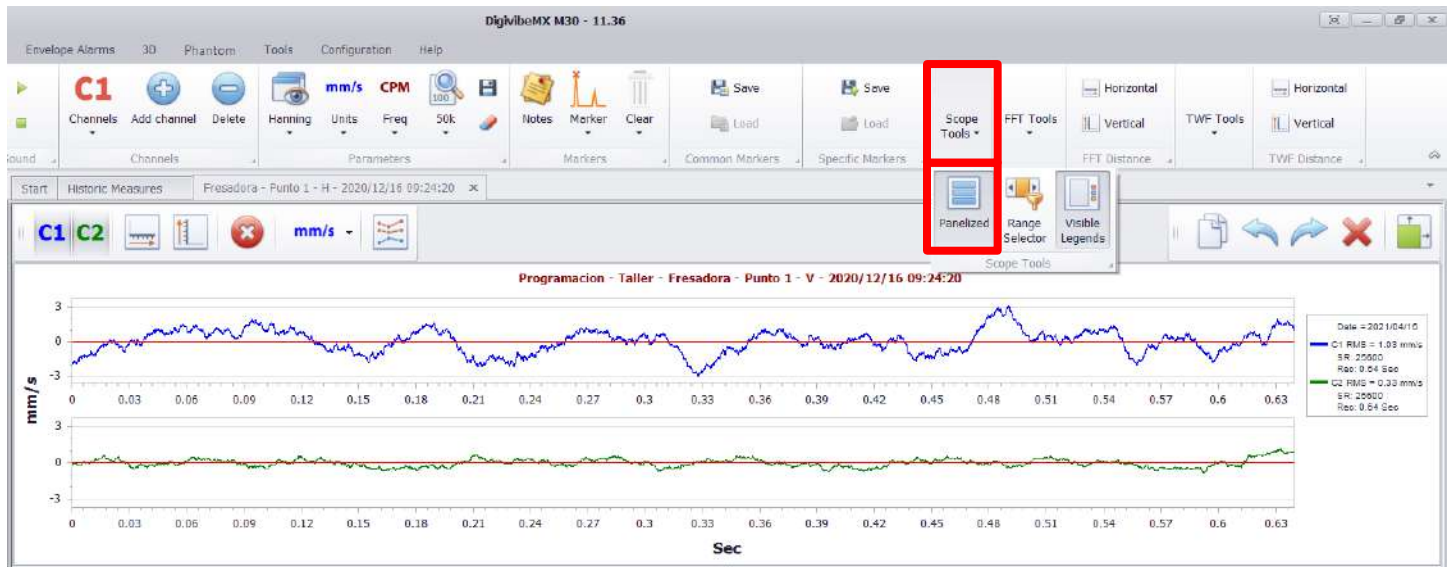 DigivibeMX M30 - 11.36
Envelope Alarms 3D Phantom Tools Configuration Help
C1 mm/s CPM 100 Save Save Horizontal Horizontal
Channels Add channel Delete Hanning Units Freq 50k Notes Marker Clear Load Load Scope Tools FFT Tools Vertical TWF Tools Vertical
ound Channels Parameters Markers Common Markers Specific Markers FFT Distance TWF Distance
Start Historic Measures Fresadora - Punto 1 - H - 2020/12/16 09:24:20
C1 C2 mm/s
Panelized Range Selector Visible Legends
Scope Tools
Programacion - Taller - Fresadora - Punto 1 - V - 2020/12/16 09:24:20
3
0
-3
0 0.03 0.06 0.09 0.12 0.15 0.18 0.21 0.24 0.27 0.3 0.33 0.36 0.39 0.42 0.45 0.48 0.51 0.54 0.57 0.6 0.63
mm/s
3
0
-3
0 0.03 0.06 0.09 0.12 0.15 0.18 0.21 0.24 0.27 0.3 0.33 0.36 0.39 0.42 0.45 0.48 0.51 0.54 0.57 0.6 0.63
Sec
Date = 2021/04/16
C1 RMS = 1.03 mm/s
SR: 25600
Rec: 0.64 Sec
C2 RMS = 0.33 mm/s
SR: 25600
Rec: 0.64 Sec